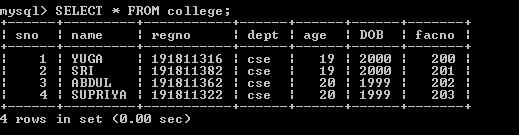 mysql> SELECT * FROM college;
+------+---------+-----------+------+------+------+-------+
| sno | name | regno | dept | age | DOB | facno |
+------+---------+-----------+------+------+------+-------+
| 1 | YUGA | 191811316 | cse | 19 | 2000 | 200 |
| 2 | SRI | 191811382 | cse | 19 | 2000 | 201 |
| 3 | ABDUL | 191811362 | cse | 20 | 1999 | 202 |
| 4 | SUPRIYA | 191811322 | cse | 20 | 1999 | 203 |
+------+---------+-----------+------+------+------+-------+
4 rows in set (0.00 sec)